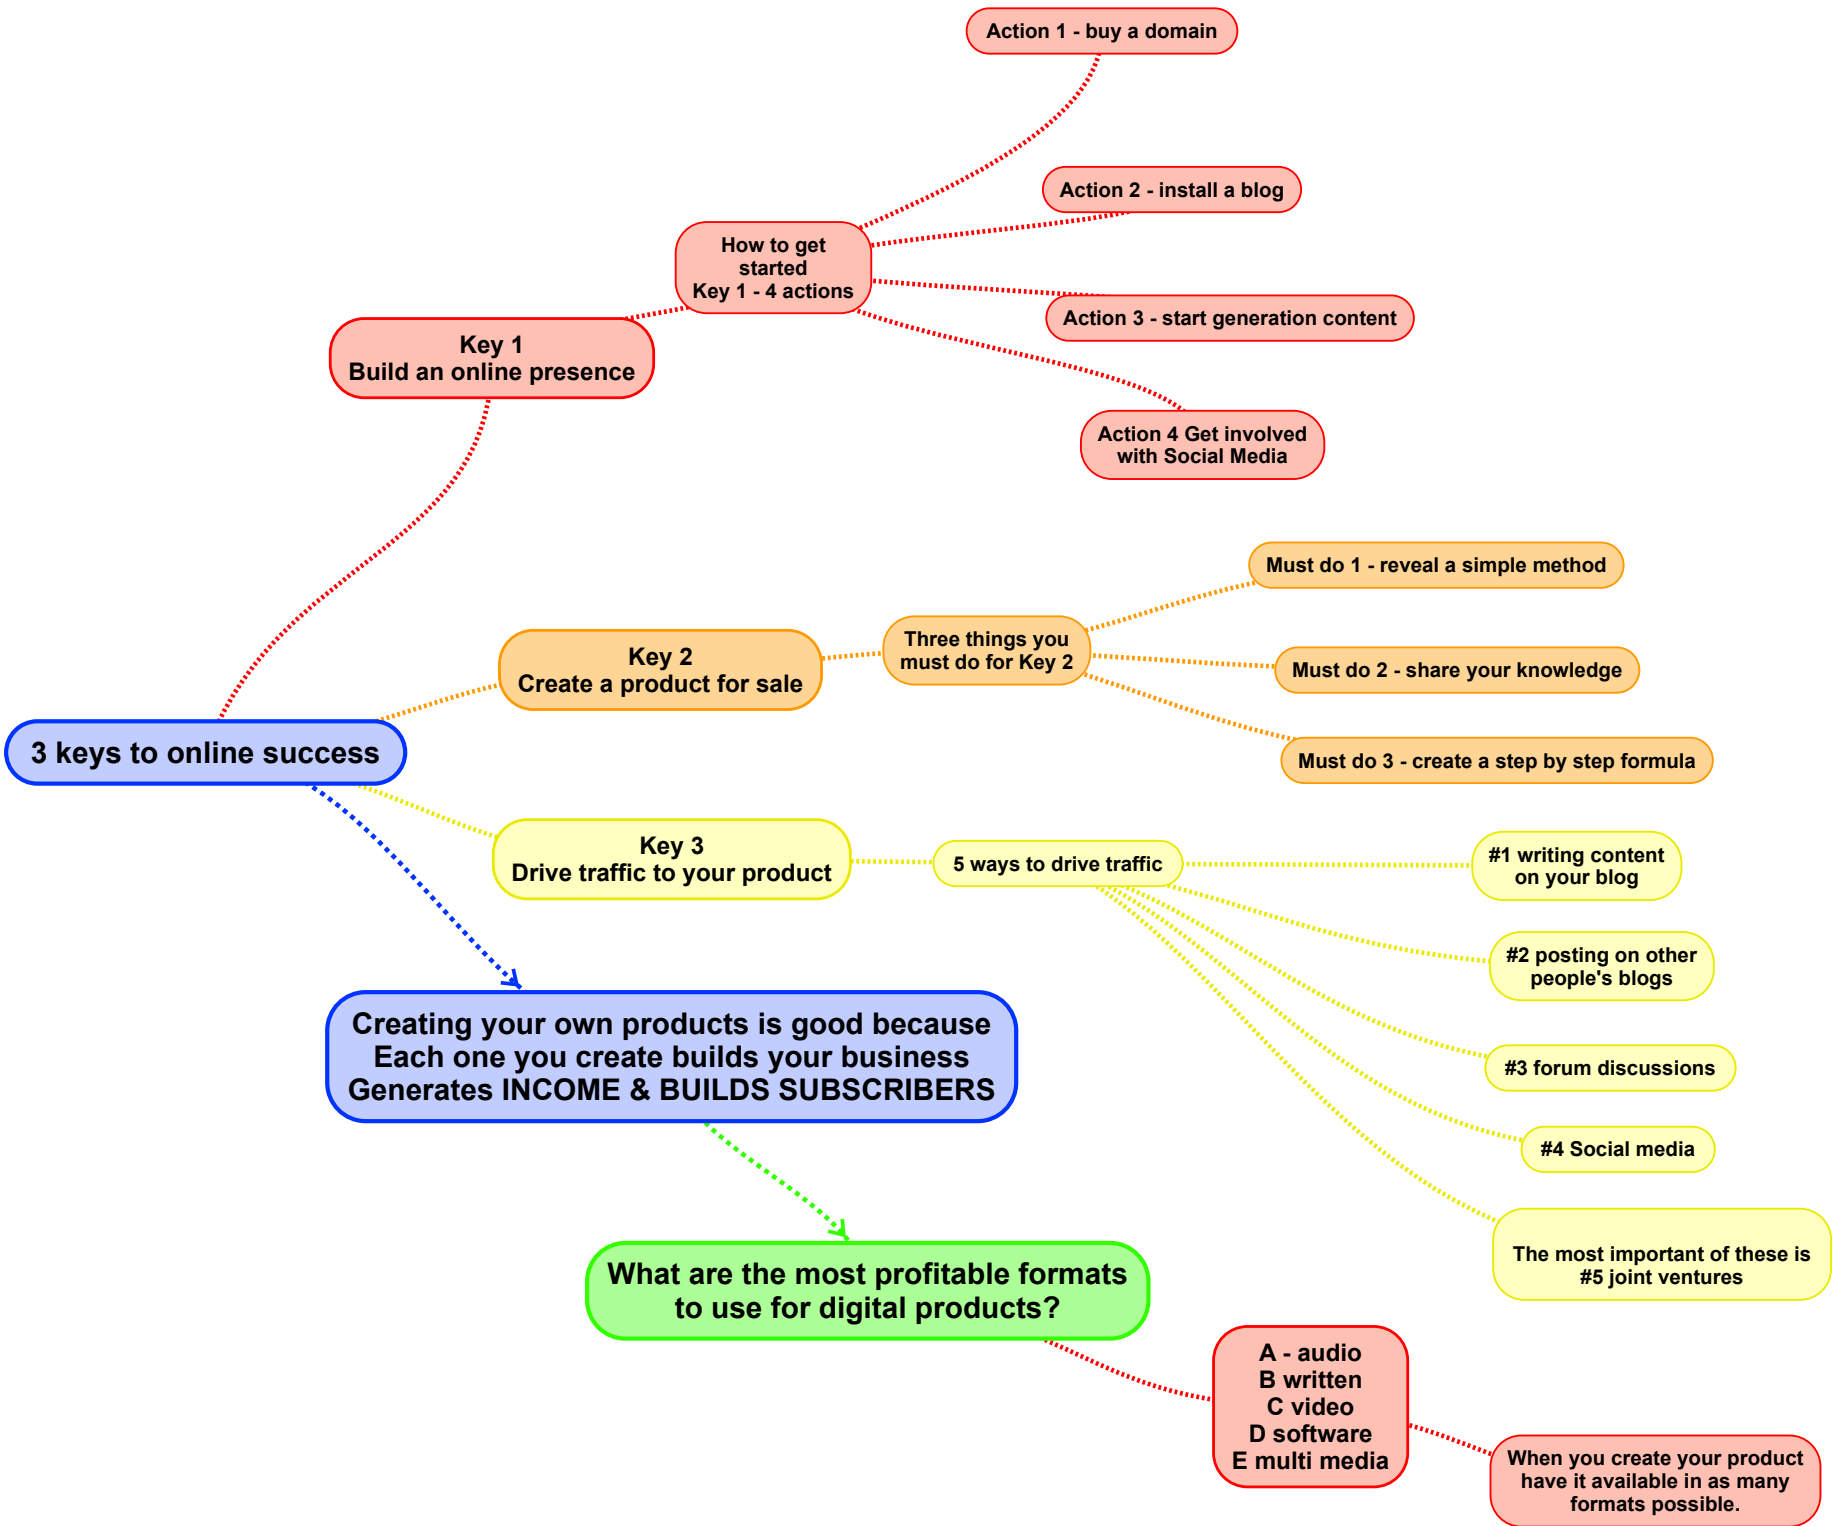 Action 1 - buy a domain
Action 2 - install a blog
How to get
started
Key 1 - 4 actions
Action 3 - start generation content
Key 1
Build an online presence
Action 4 Get involved
with Social Media
Must do 1 - reveal a simple method
Three things you
must do for Key 2
Key 2
Create a product for sale
Must do 2 - share your knowledge
3 keys to online success
Must do 3 - create a step by step formula
Key 3
Drive traffic to your product
5 ways to drive traffic
#1 writing content
on your blog
#2 posting on other
people's blogs
Creating your own products is good because
Each one you create builds your business
Generates INCOME & BUILDS SUBSCRIBERS
#3 forum discussions
#4 Social media
The most important of these is
#5 joint ventures
What are the most profitable formats
to use for digital products?
A - audio
B written
C video
D software
E multi media
When you create your product
have it available in as many
formats possible.